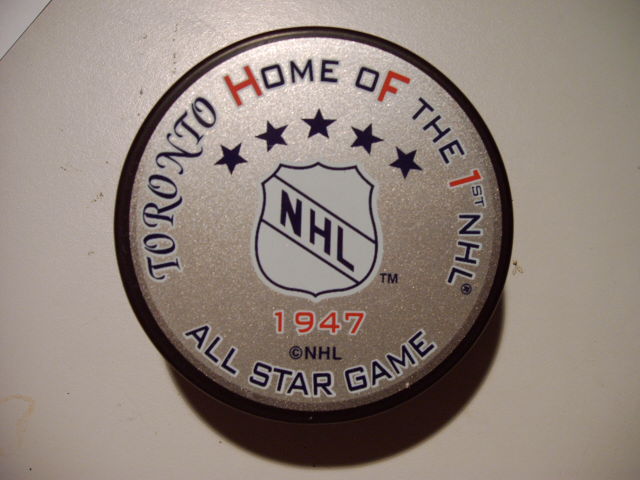 TORONTO HOME OF THE 1ST NHL®
NHL
TM
1947
©NHL
ALL STAR GAME